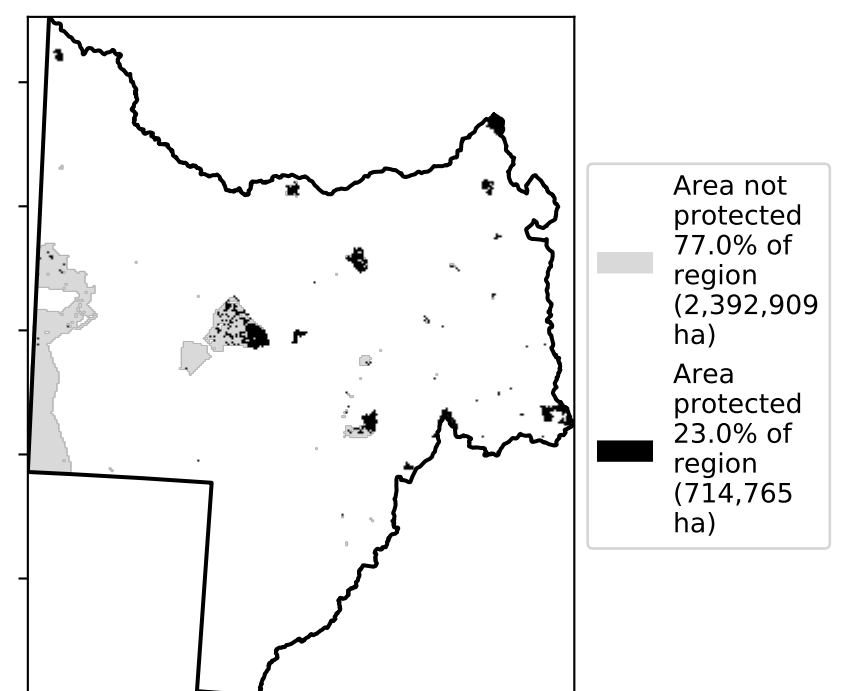 Area not
protected
77.0% of
region
(2,392,909
ha)
Area
protected
23.0% of
region
(714,765
ha)